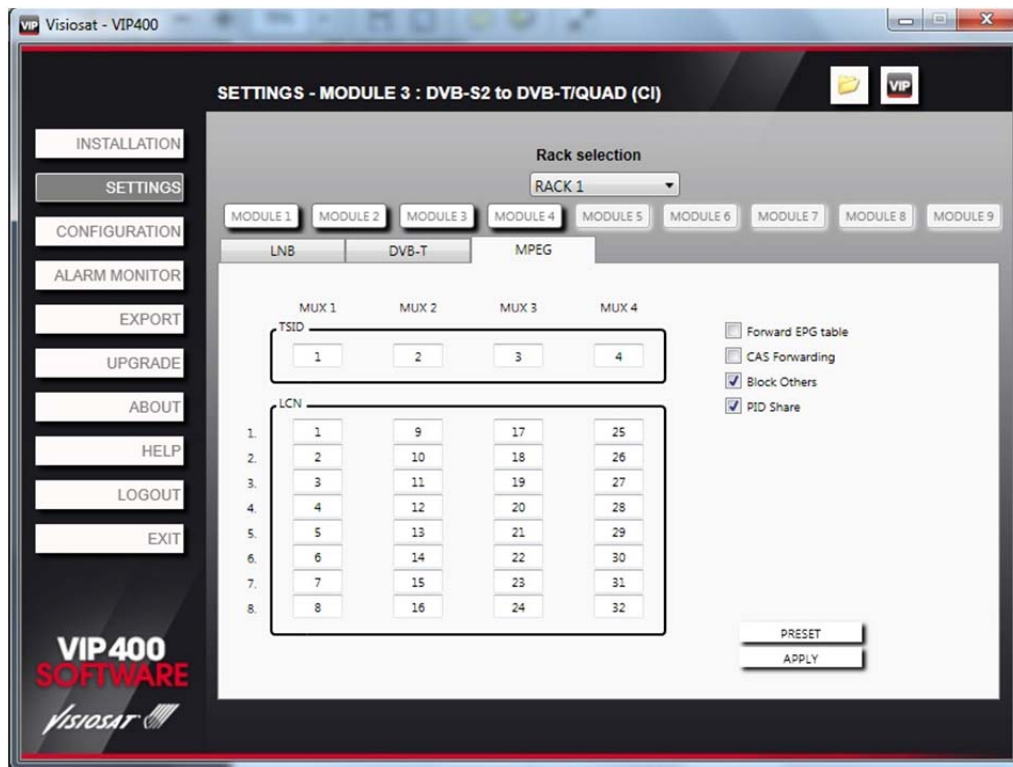 VIP Visiosat - VIP400
SETTINGS - MODULE 3 : DVB-S2 to DVB-T/QUAD (CI)
VIP
INSTALLATION
SETTINGS
CONFIGURATION
ALARM MONITOR
EXPORT
UPGRADE
ABOUT
HELP
LOGOUT
EXIT
VIP400
SOFTWARE
VISIOSAT
Rack selection
RACK 1
MODULE 1 MODULE 2 MODULE 3 MODULE 4 MODULE 5 MODULE 6 MODULE 7 MODULE 8 MODULE 9
LNB DVB-T MPEG
MUX 1 MUX 2 MUX 3 MUX 4
TSID
1 2 3 4
LCN
1. 1 9 17 25
2. 2 10 18 26
3. 3 11 19 27
4. 4 12 20 28
5. 5 13 21 29
6. 6 14 22 30
7. 7 15 23 31
8. 8 16 24 32
Forward EPG table
CAS Forwarding
Block Others
PID Share
PRESET
APPLY